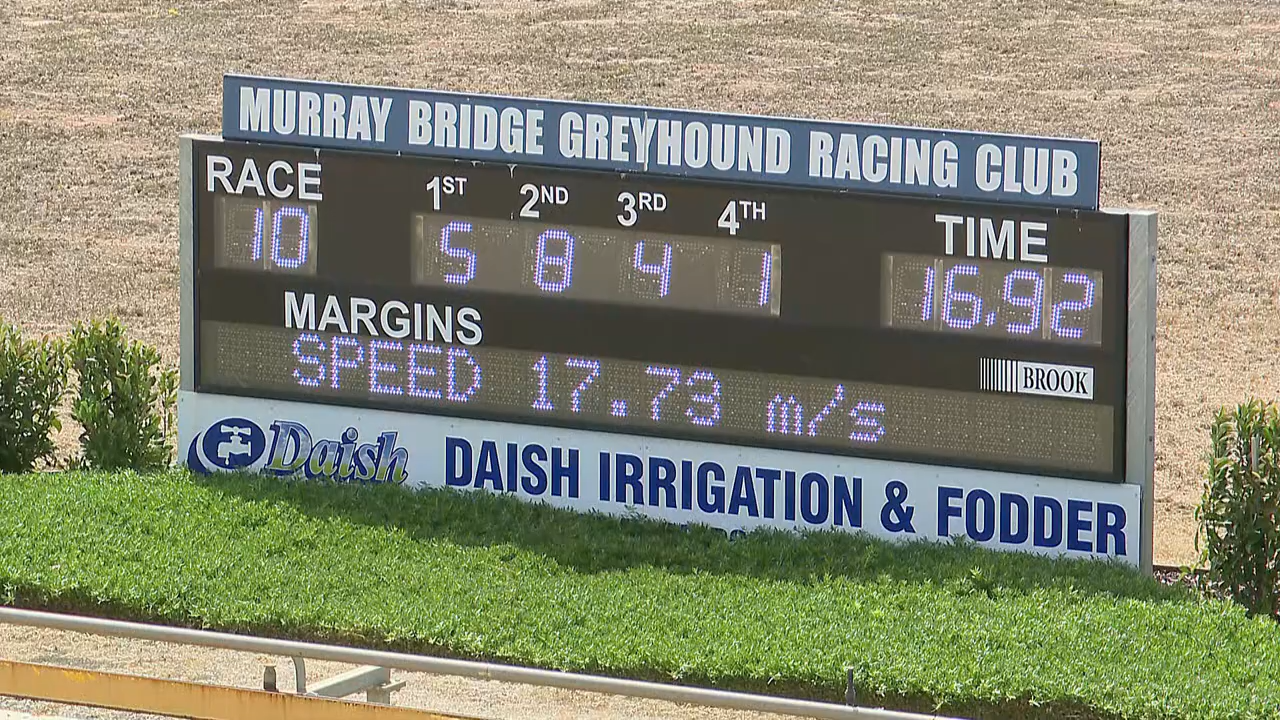 MURRAY BRIDGE GREYHOUND RACING CLUB
RACE 1ST 2ND 3RD 4TH TIME
10 5 8 4 1 16.92
MARGINS
SPEED 17.73 m/s
BROOK
Daish DAISH IRRIGATION & FODDER